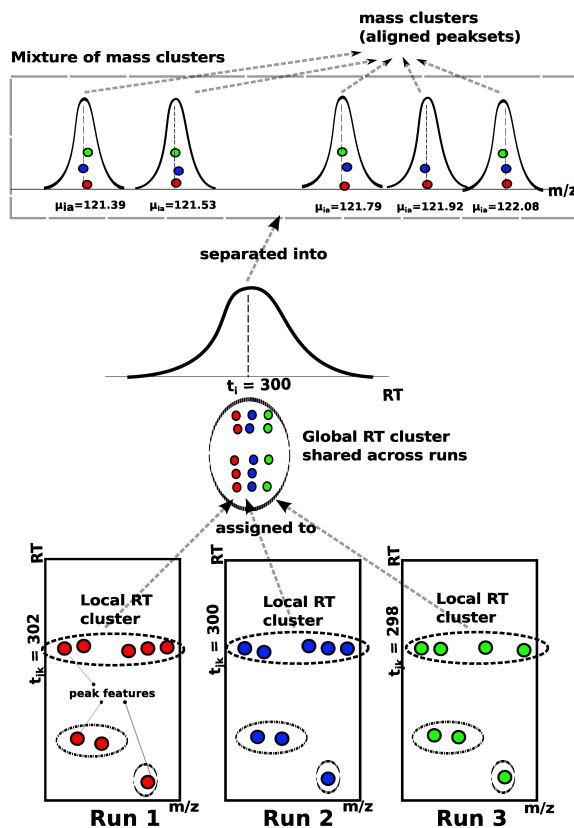 mass clusters
(aligned peaksets)
Mixture of mass clusters
m/z
μia=121.39
μia=121.53
μia=121.79
μia=121.92
μia=122.08
separated into
ti = 300
RT
Global RT cluster
shared across runs
assigned to
RT
tjk = 302
Local RT
cluster
peak features
m/z
Run 1
RT
tjk = 300
Local RT
cluster
m/z
Run 2
RT
tjk = 298
Local RT
cluster
m/z
Run 3